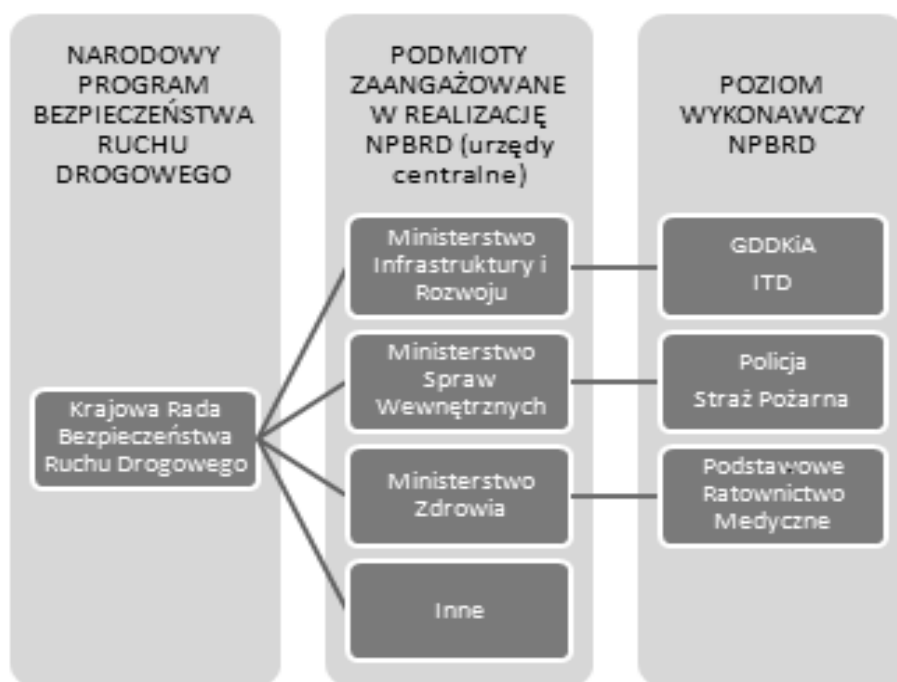 NARODOWY
PROGRAM
BEZPIECZEŃSTWA
RUCHU
DROGOWEGO
Krajowa Rada
Bezpieczeństwa
Ruchu Drogowego
PODMIOTY
ZAANGAŻOWANE
W REALIZACJĘ
NPBRD (urzędy
centralne)
Ministerstwo
Infrastruktury i
Rozwoju
Ministerstwo
Spraw
Wewnętrznych
Ministerstwo
Zdrowia
Inne
POZIOM
WYKONAWCZY
NPBRD
GDDKiA
ITD
Policja
Straż Pożarna
Podstawowe
Ratownictwo
Medyczne